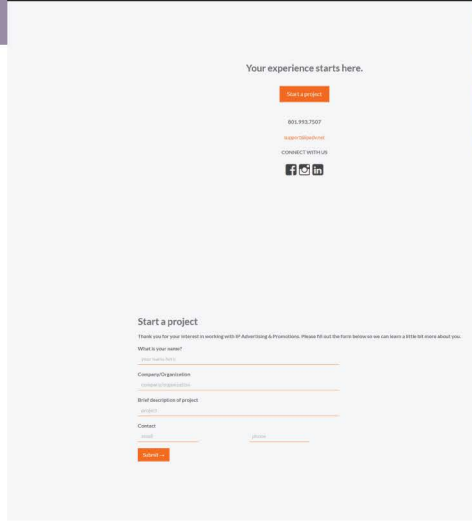 Your experience starts here.
Start a project
801.993.7507
CONNECT WITH US
Start a project
Thank you for your interest in working with IP Advertising & Promotions. Please fill out the form below so we can learn a little bit more about you.
What is your name?
your name here
Company/Organization
company/organization
Brief description of project
project
Contact
email phone
Submit →